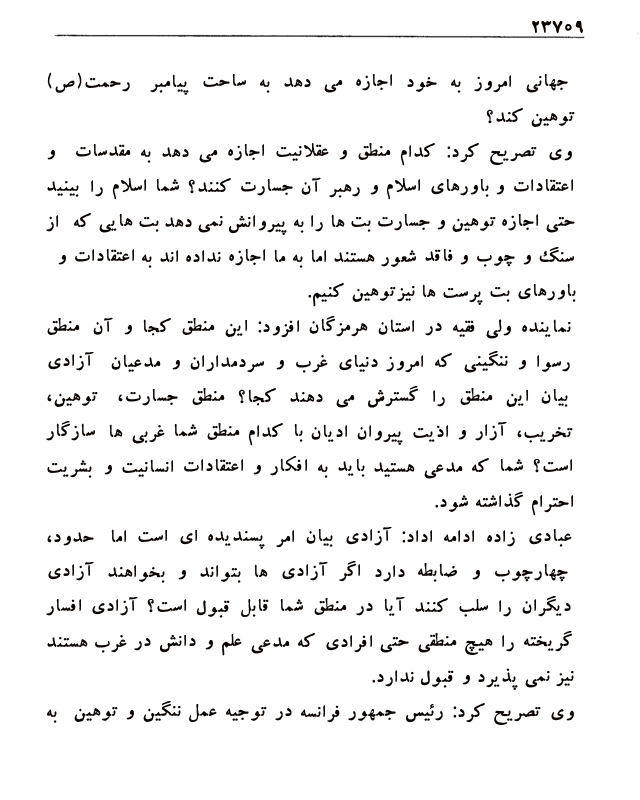 ۲۳۷۰۹
جهانی امروز به خود اجازه می دهد به ساحت پیامبر رحمت(ص)
توهین کند؟
وی تصریح کرد: کدام منطق و عقلانیت اجازه می دهد به مقدسات و
اعتقادات و باورهای اسلام و رهبر آن جسارت کنند؟ شما اسلام را ببینید
حتی اجازه توهین و جسارت بت ها را به پیروانش نمی دهد بت هایی که از
سنگ و چوب و فاقد شعور هستند اما به ما اجازه نداده اند به اعتقادات و
باورهای بت پرست ها نیزتوهین کنیم.
نماینده ولی فقیه در استان هرمزگان افزود: این منطق کجا و آن منطق
رسوا و ننگینی که امروز دنیای غرب و سردمداران و مدعیان آزادی
بیان این منطق را گسترش می دهند کجا؟ منطق جسارت، توهین،
تخریب، آزار و اذیت پیروان ادیان با کدام منطق شما غربی ها سازگار
است؟ شما که مدعی هستید باید به افکار و اعتقادات انسانیت و بشریت
احترام گذاشته شود.
عبادی زاده ادامه اداد: آزادی بیان امر پسندیده ای است اما حدود،
چهارچوب و ضابطه دارد اگر آزادی ها بتواند و بخواهند آزادی
دیگران را سلب کنند آیا در منطق شما قابل قبول است؟ آزادی افسار
گریخته را هیچ منطقی حتی افرادی که مدعی علم و دانش در غرب هستند
نیز نمی پذیرد و قبول ندارد.
وی تصریح کرد: رئیس جمهور فرانسه در توجیه عمل ننگین و توهین به